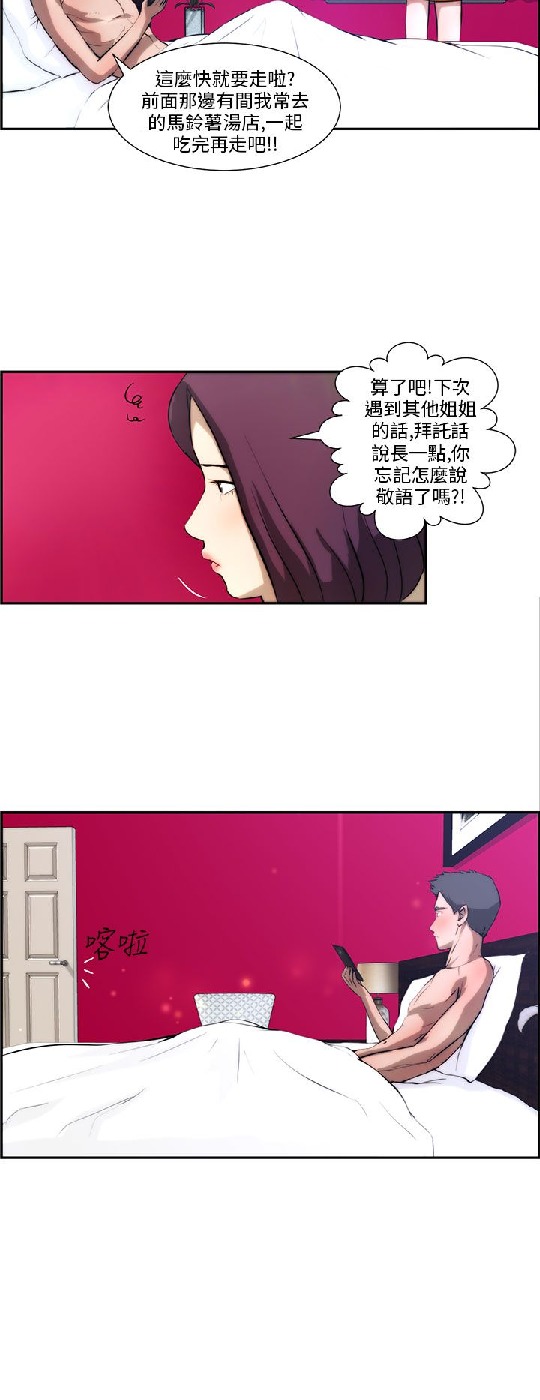 這麼快就要走啦?
前面那邊有間我常去
的馬鈴薯湯店,一起
吃完再走吧!!
算了吧!下次
遇到其他姐姐
的話,拜託話
說長一點,你
忘記怎麼說
敬語了嗎?!
喀啦